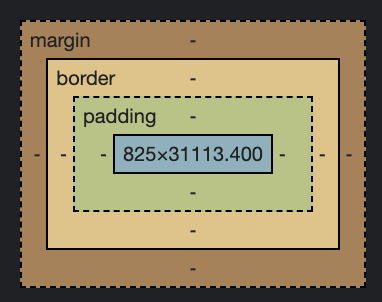 margin -
border -
padding -
- - - 825×31113.400 - - -
-
-
-